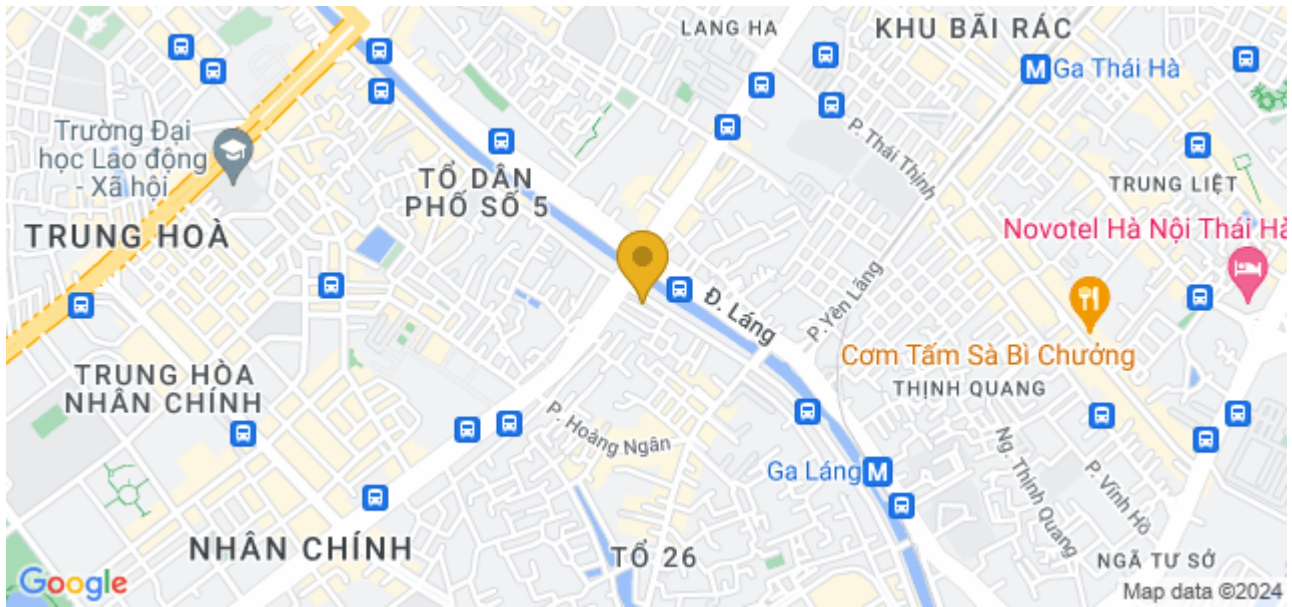 LANG HA
KHU BÃI RÁC
Ga Thái Hà
Trường Đại
học Lao động
- Xã hội
P. Thái Thịnh
TỔ DÂN
PHỐ SỐ 5
TRUNG LIỆT
TRUNG HOÀ
Novotel Hà Nội Thái Hà
Đ. Láng
P. Yên Lãng
Cơm Tấm Sà Bì Chưởng
THỊNH QUANG
TRUNG HÒA
NHÂN CHÍNH
P. Hoàng Ngân
Ng. Thịnh Quang
P. Vĩnh Hồ
Ga Láng
M
M
NHÂN CHÍNH
TỔ 26
NGÃ TƯ SỞ
Google
Map data ©2024